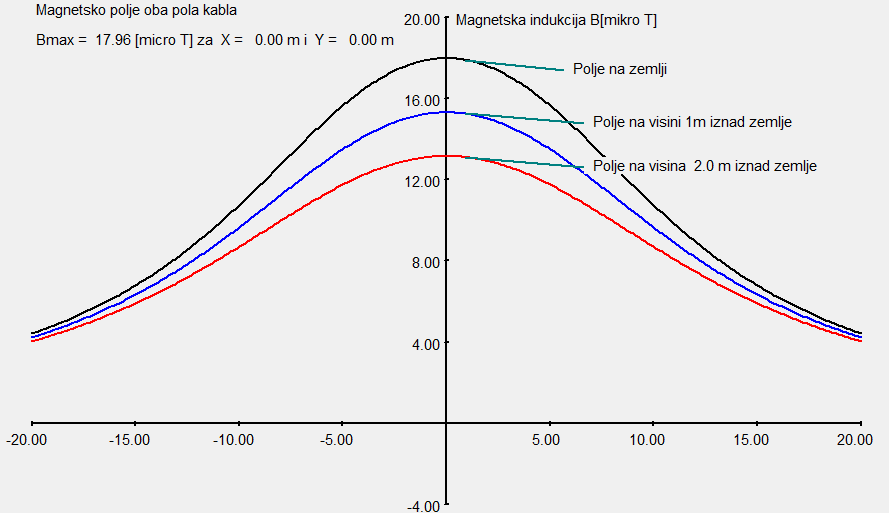 Magnetsko polje oba pola kabla
Bmax = 17.96 [micro T] za X = 0.00 m i Y = 0.00 m
20.00
Magnetska indukcija B[mikro T]
Polje na zemlji
16.00
Polje na visini 1m iznad zemlje
Polje na visina 2.0 m iznad zemlje
12.00
8.00
4.00
-20.00 -15.00 -10.00 -5.00 5.00 10.00 15.00 20.00
-4.00